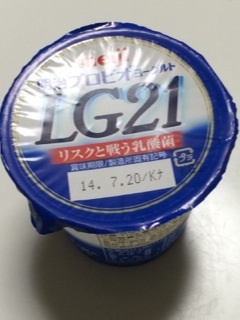 meiji
明治プロビオヨーグルト
LG21
リスクと戦う乳酸菌
賞味期限/製造所固有記号
14. 7.20/Kナ